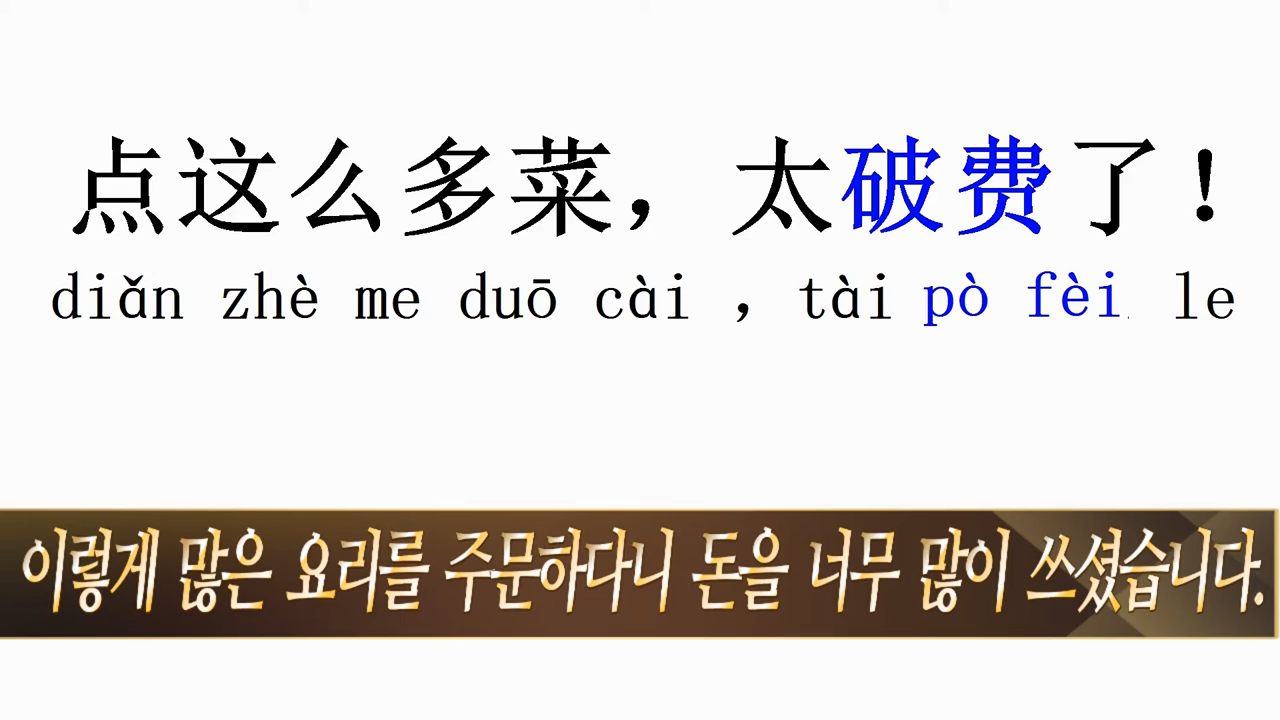 点这么多菜，太破费了！
diǎn zhè me duō cài ，tài pò fèi le
이렇게 많은 요리를 주문하다니 돈을 너무 많이 쓰셨습니다.